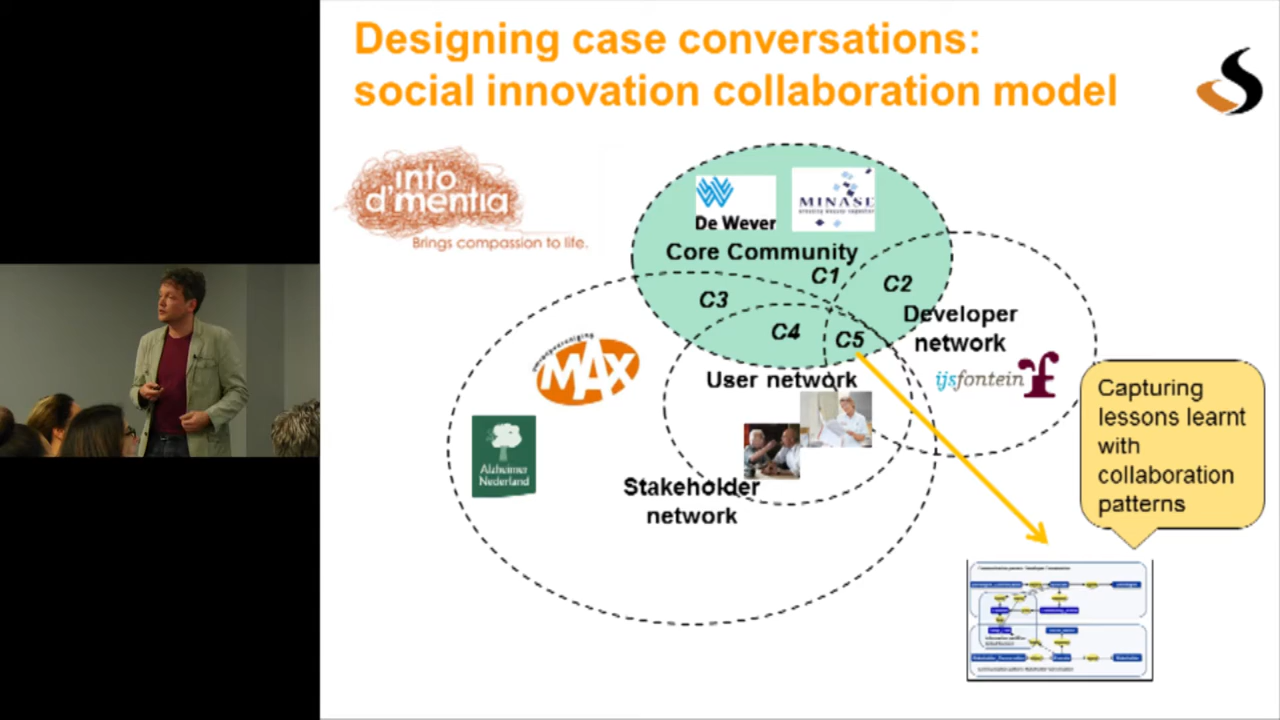 Designing case conversations:
social innovation collaboration model
into
d'mentia
Brings compassion to life.
De Wever
MINASE
Core Community
C1
C2
C3
C4
C5
Developer
network
ijsfontein
MAX
User network
Alzheimer
Nederland
Stakeholder
network
Capturing
lessons learnt
with
collaboration
patterns